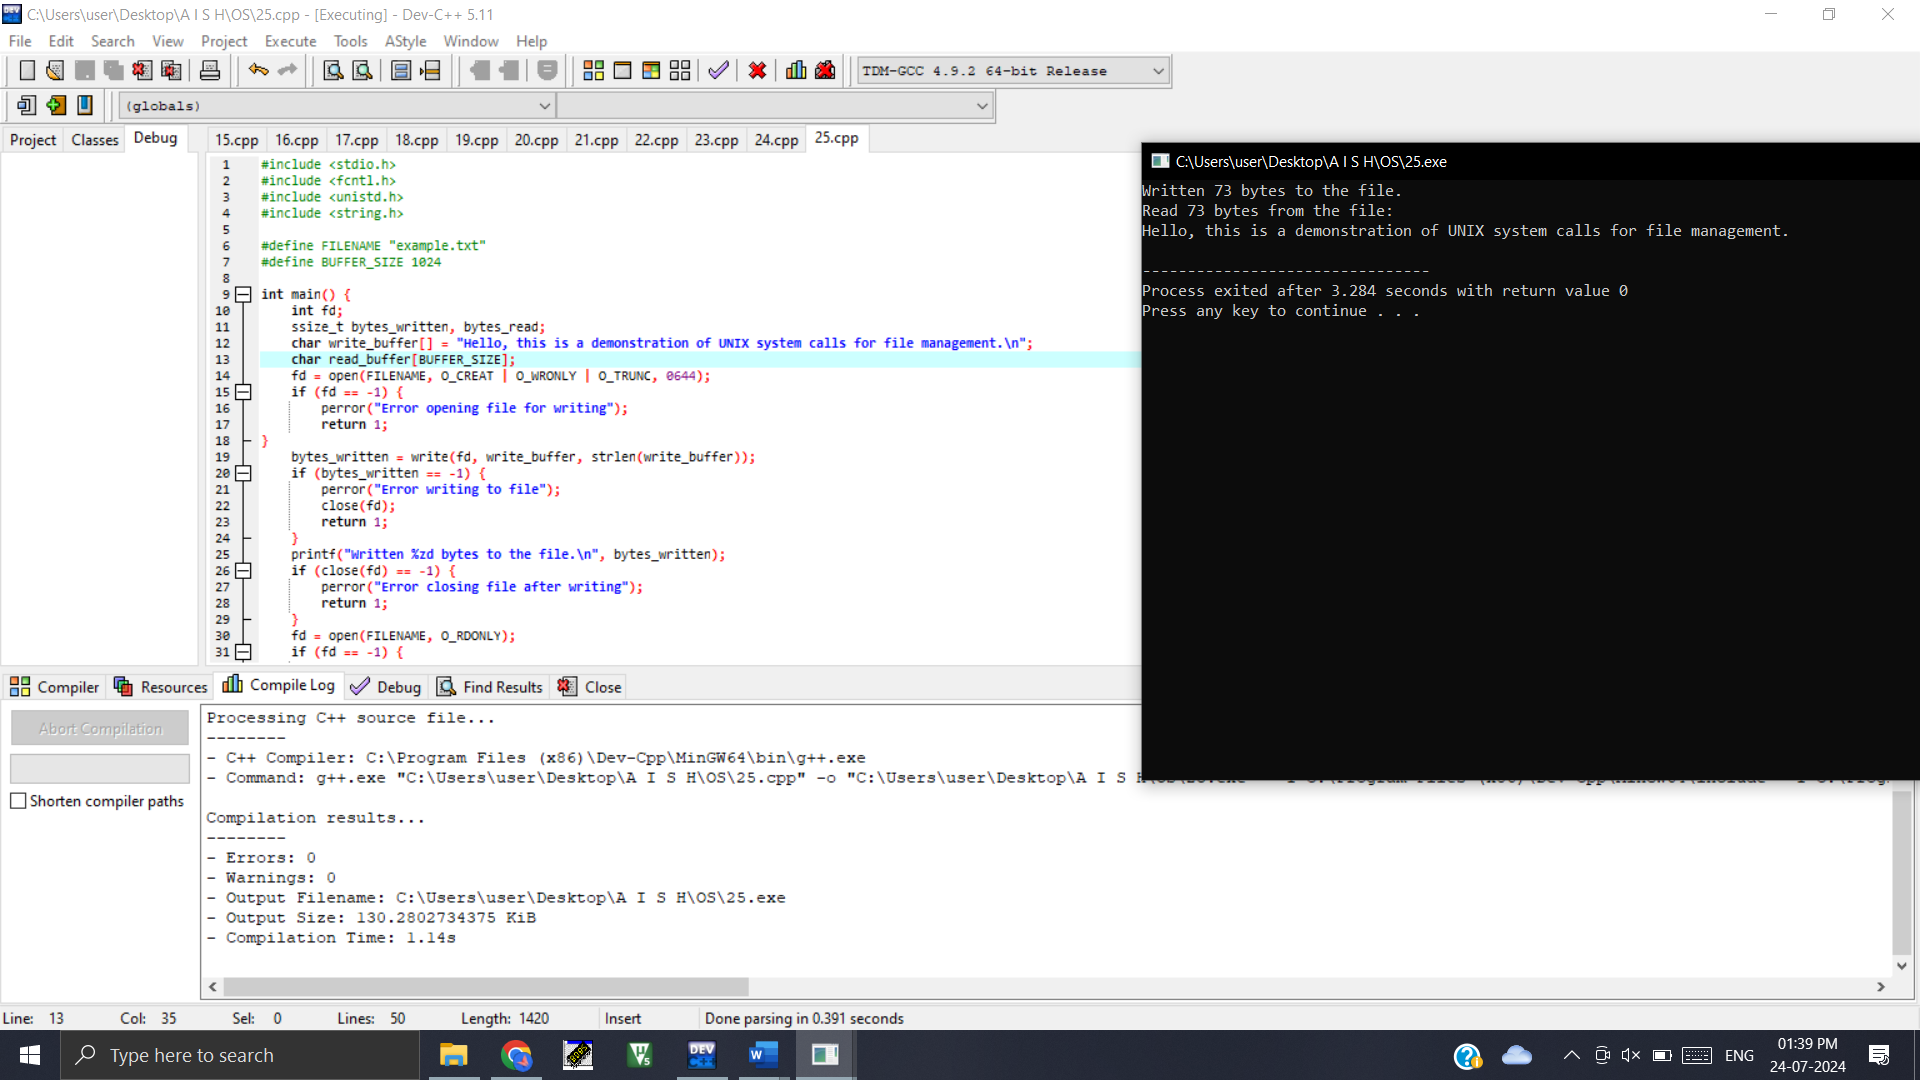 C:\Users\user\Desktop\A I S H\OS\25.cpp - [Executing] - Dev-C++ 5.11
File Edit Search View Project Execute Tools AStyle Window Help
TDM-GCC 4.9.2 64-bit Release
(globals)
Project Classes Debug
15.cpp 16.cpp 17.cpp 18.cpp 19.cpp 20.cpp 21.cpp 22.cpp 23.cpp 24.cpp 25.cpp
1 #include <stdio.h>
2 #include <fcntl.h>
3 #include <unistd.h>
4 #include <string.h>
5
6 #define FILENAME "example.txt"
7 #define BUFFER_SIZE 1024
8
9 int main() {
10 int fd;
11 ssize_t bytes_written, bytes_read;
12 char write_buffer[] = "Hello, this is a demonstration of UNIX system calls for file management.\n";
13 char read_buffer[BUFFER_SIZE];
14 fd = open(FILENAME, O_CREAT | O_WRONLY | O_TRUNC, 0644);
15 if (fd == -1) {
16 perror("Error opening file for writing");
17 return 1;
18 }
19 bytes_written = write(fd, write_buffer, strlen(write_buffer));
20 if (bytes_written == -1) {
21 perror("Error writing to file");
22 close(fd);
23 return 1;
24 }
25 printf("Written %zd bytes to the file.\n", bytes_written);
26 if (close(fd) == -1) {
27 perror("Error closing file after writing");
28 return 1;
29 }
30 fd = open(FILENAME, O_RDONLY);
31 if (fd == -1) {
C:\Users\user\Desktop\A I S H\OS\25.exe
Written 73 bytes to the file.
Read 73 bytes from the file:
Hello, this is a demonstration of UNIX system calls for file management.
--------------------------------
Process exited after 3.284 seconds with return value 0
Press any key to continue . . .
Compiler Resources Compile Log Debug Find Results Close
Abort Compilation
Shorten compiler paths
Processing C++ source file...
--------
- C++ Compiler: C:\Program Files (x86)\Dev-Cpp\MinGW64\bin\g++.exe
- Command: g++.exe "C:\Users\user\Desktop\A I S H\OS\25.cpp" -o "C:\Users\user\Desktop\A I S
Compilation results...
--------
- Errors: 0
- Warnings: 0
- Output Filename: C:\Users\user\Desktop\A I S H\OS\25.exe
- Output Size: 130.2802734375 KiB
- Compilation Time: 1.14s
Line: 13 Col: 35 Sel: 0 Lines: 50 Length: 1420 Insert Done parsing in 0.391 seconds
Type here to search
DEV C++
ENG
01:39 PM
24-07-2024